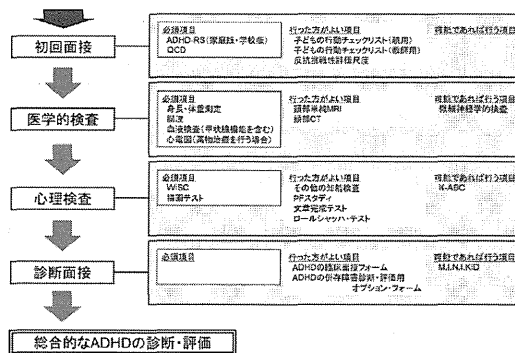 初回面接
必須項目
ADHD-RS(家庭版・学校版)
QCD
行った方がよい項目
子どもの行動チェックリスト(親用)
子どもの行動チェックリスト(教師用)
反抗挑戦性評価尺度
可能であれば行う項目
医学的検査
必須項目
身長・体重測定
脳波
血液検査(甲状腺機能を含む)
心電図(薬物治療を行う場合)
行った方がよい項目
頭部単純MRI
頭部CT
可能であれば行う項目
微細神経学的検査
心理検査
必須項目
WISC
描画テスト
行った方がよい項目
その他の知能検査
PFスタディ
文章完成テスト
ロールシャッハ・テスト
可能であれば行う項目
K-ABC
診断面接
必須項目
行った方がよい項目
ADHDの臨床面接フォーム
ADHDの併存障害診断・評価用
オプション・フォーム
可能であれば行う項目
M.I.N.I.KID
総合的なADHDの診断・評価